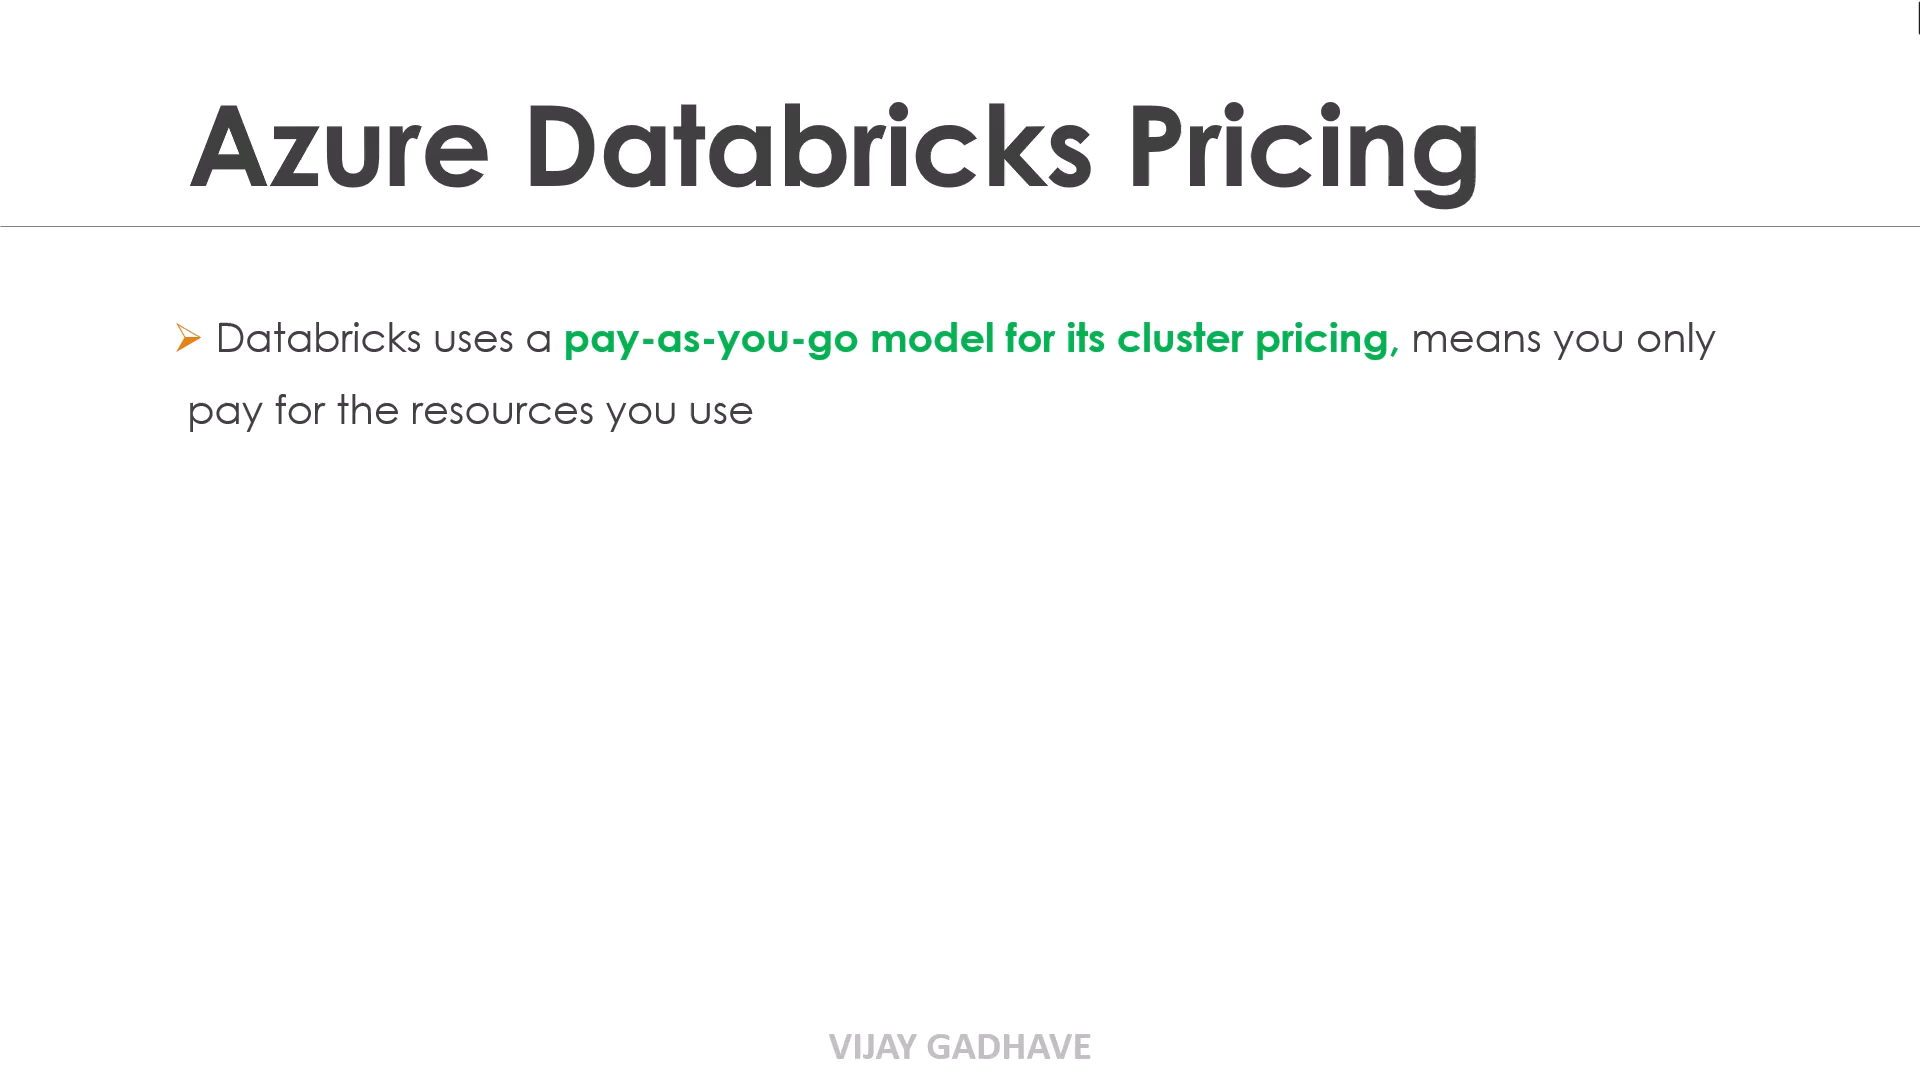 Azure Databricks Pricing
Databricks uses a pay-as-you-go model for its cluster pricing, means you only
pay for the resources you use
VIJAY GADHAVE